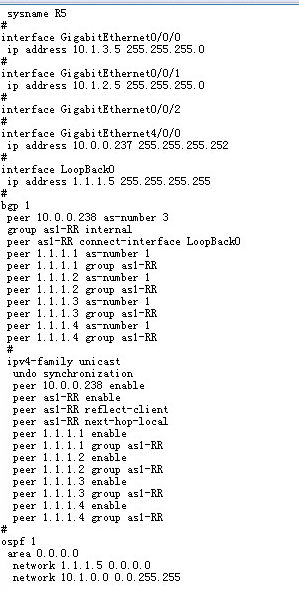 sysname R5
#
interface GigabitEthernet0/0/0
ip address 10.1.3.5 255.255.255.0
#
interface GigabitEthernet0/0/1
ip address 10.1.2.5 255.255.255.0
#
interface GigabitEthernet0/0/2
#
interface GigabitEthernet4/0/0
ip address 10.0.0.237 255.255.255.252
#
interface LoopBack0
ip address 1.1.1.5 255.255.255.255
#
bgp 1
peer 10.0.0.238 as-number 3
group as1-RR internal
peer as1-RR connect-interface LoopBack0
peer 1.1.1.1 as-number 1
peer 1.1.1.1 group as1-RR
peer 1.1.1.2 as-number 1
peer 1.1.1.2 group as1-RR
peer 1.1.1.3 as-number 1
peer 1.1.1.3 group as1-RR
peer 1.1.1.4 as-number 1
peer 1.1.1.4 group as1-RR
#
ipv4-family unicast
undo synchronization
peer 10.0.0.238 enable
peer as1-RR enable
peer as1-RR reflect-client
peer as1-RR next-hop-local
peer 1.1.1.1 enable
peer 1.1.1.1 group as1-RR
peer 1.1.1.2 enable
peer 1.1.1.2 group as1-RR
peer 1.1.1.3 enable
peer 1.1.1.3 group as1-RR
peer 1.1.1.4 enable
peer 1.1.1.4 group as1-RR
#
ospf 1
area 0.0.0.0
network 1.1.1.5 0.0.0.0
network 10.1.0.0 0.0.255.255